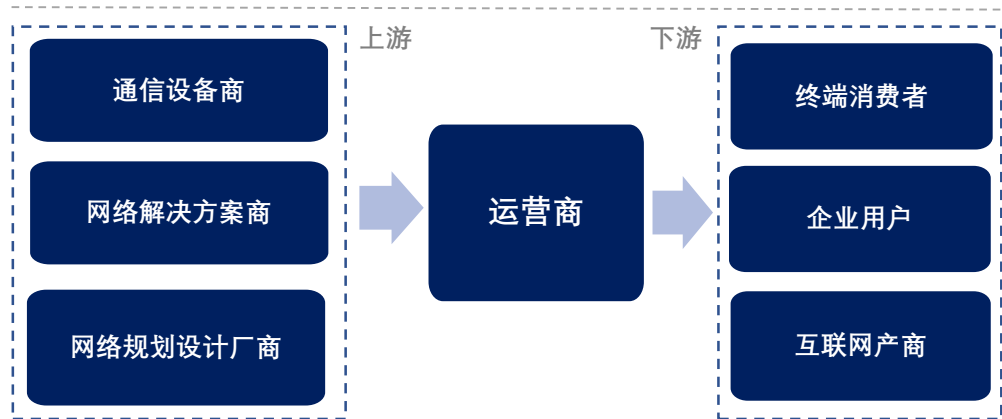 上游
通信设备商
网络解决方案商
网络规划设计厂商
运营商
下游
终端消费者
企业用户
互联网产商